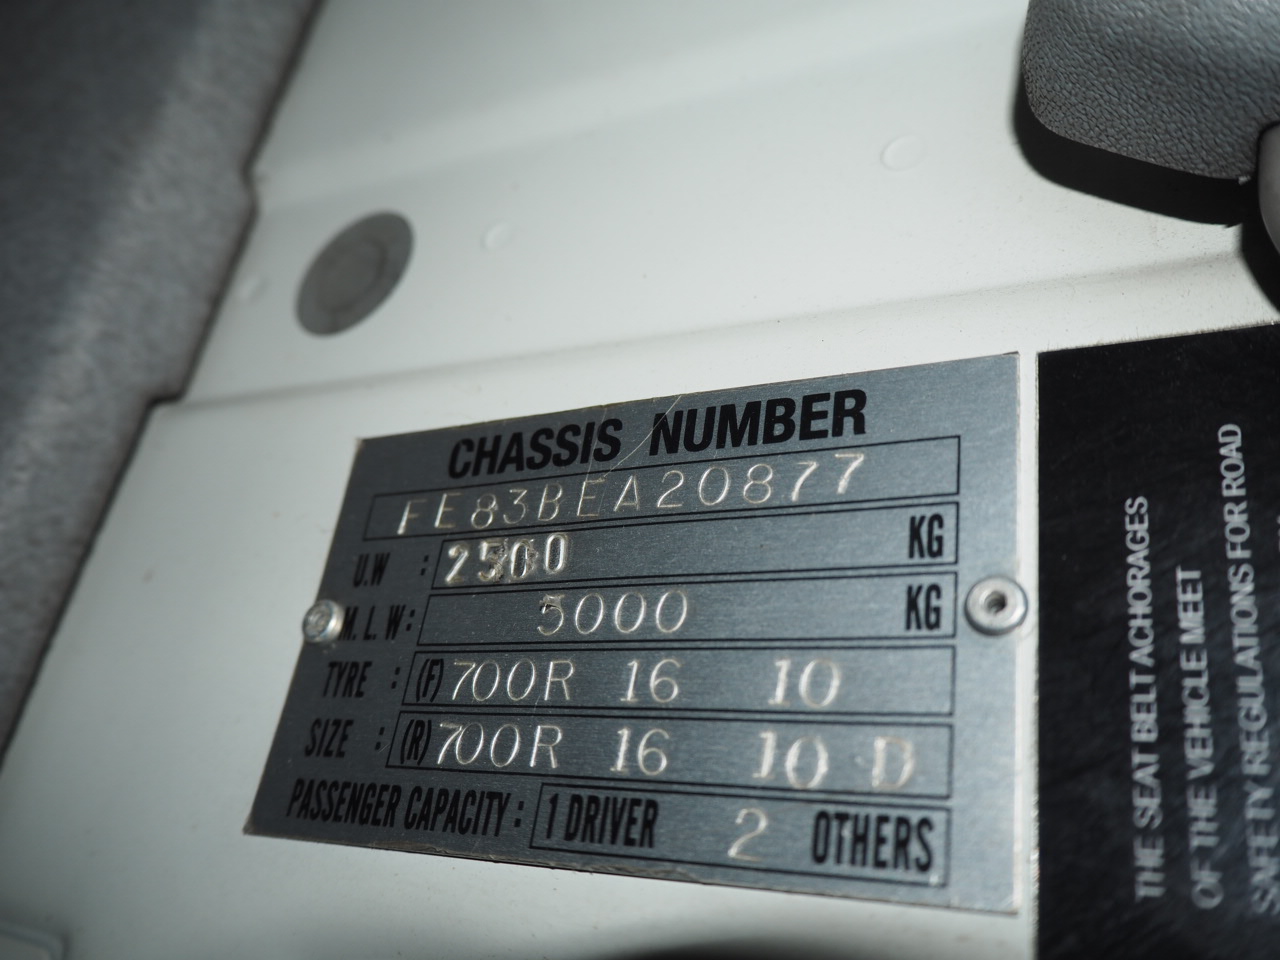 CHASSIS NUMBER
FE83BEA20877
U.W : 2500 KG
M.L.W: 5000 KG
TYRE : (F) 700R 16 10
SIZE : (R) 700R 16 10 D
PASSENGER CAPACITY: 1 DRIVER 2 OTHERS
THE SEAT BELT ACHORAGES
OF THE VEHICLE MEET
SAFETY REGULATIONS FOR ROAD